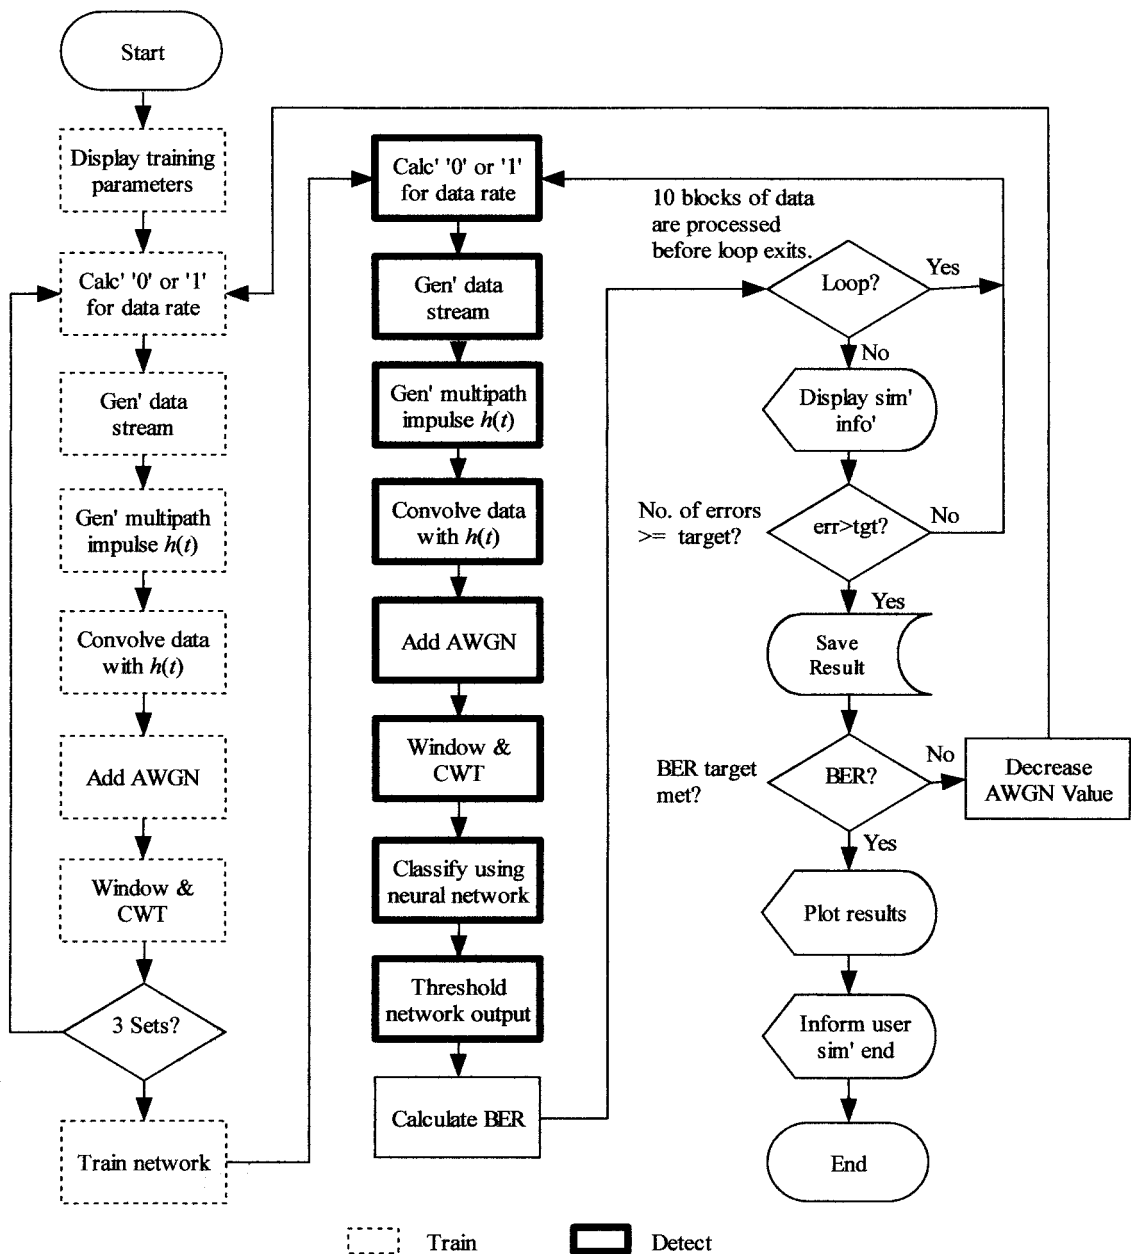 Start
Display training
parameters
Calc' '0' or '1'
for data rate
Gen' data
stream
Gen' multipath
impulse h(t)
Convolve data
with h(t)
Add AWGN
Window &
CWT
3 Sets?
Train network
Calc' '0' or '1'
for data rate
Gen' data
stream
Gen' multipath
impulse h(t)
Convolve data
with h(t)
Add AWGN
Window &
CWT
Classify using
neural network
Threshold
network output
Calculate BER
10 blocks of data
are processed
before loop exits.
Loop?
Yes
No
Display sim'
info'
No. of errors
>= target?
err>tgt?
No
Yes
Save
Result
BER target
met?
BER?
No
Decrease
AWGN Value
Yes
Plot results
Inform user
sim' end
End
Train
Detect